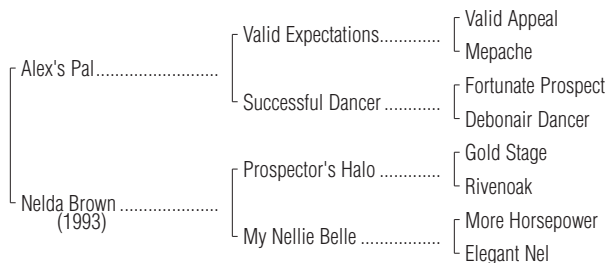 Valid Appeal
Valid Expectations.............
Mepache
Alex's Pal..........................
Fortunate Prospect
Successful Dancer ............
Debonair Dancer
Gold Stage
Prospector's Halo .............
Rivenoak
Nelda Brown .....................
(1993)
More Horsepower
My Nellie Belle .................
Elegant Nel